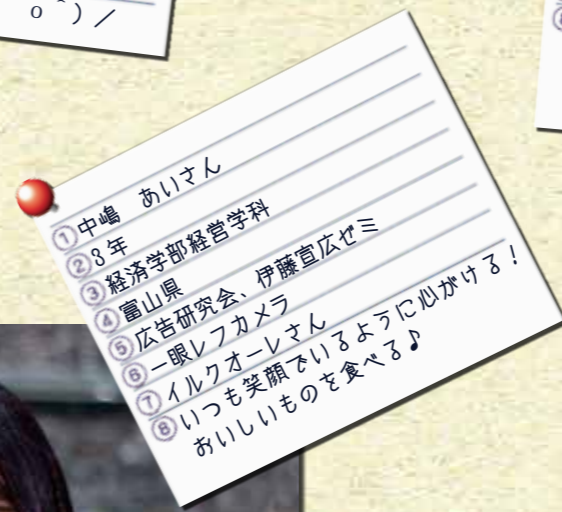 o ^ ) /
① 中嶋 あいさん
② 3年
③ 経済学部経営学科
④ 富山県
⑤ 広告研究会、伊藤宣広ゼミ
⑥ 一眼レフカメラ
⑦ イルクオーレさん
⑧ いつも笑顔でいるように心がける！
おいしいものを食べる♪